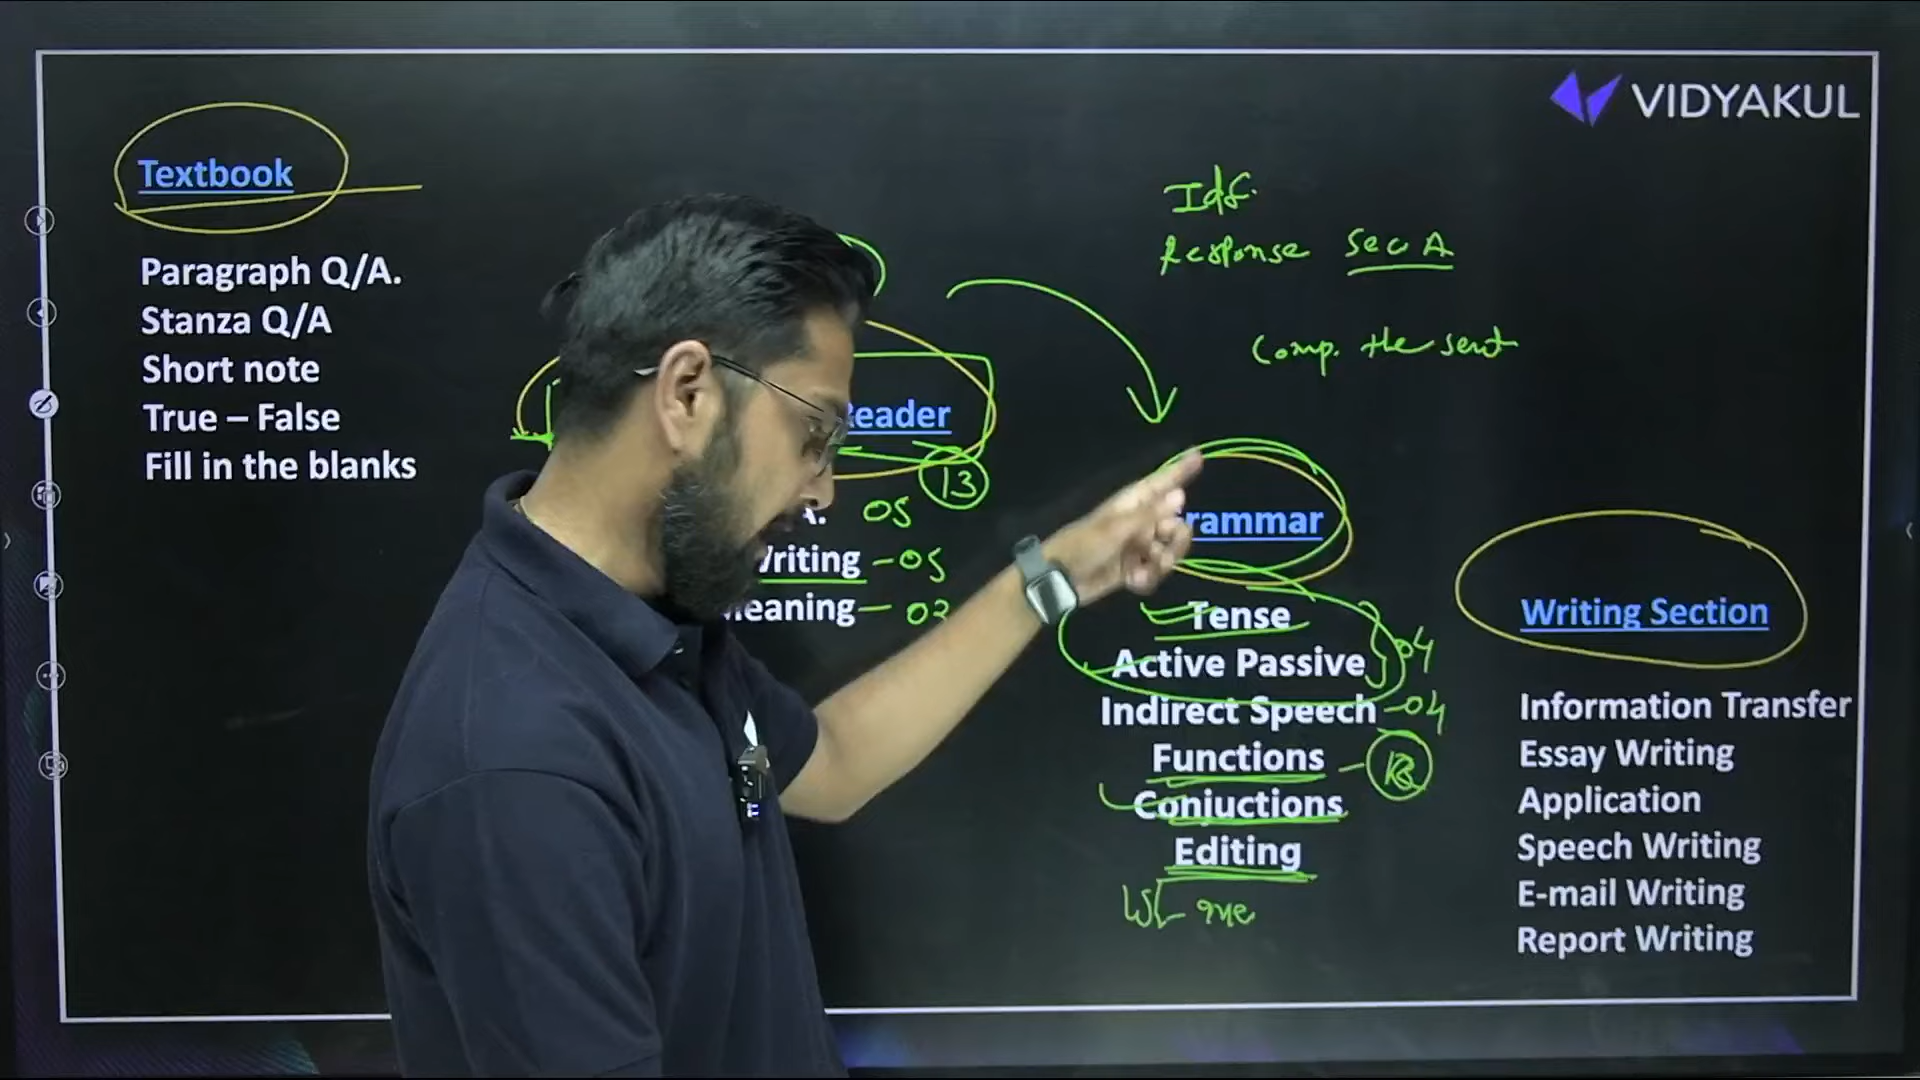 VIDYAKUL
Textbook
Paragraph Q/A.
Stanza Q/A
Short note
True – False
Fill in the blanks
Reader
13
A. 05
Writing - 05
Meaning - 03
Idf.
Response Sec A
Comp. the sent
Grammar
Tense
Active Passive 04
Indirect Speech - 04
Functions -
Conjuctions
Editing
Wh - que
Writing Section
Information Transfer
Essay Writing
Application
Speech Writing
E-mail Writing
Report Writing